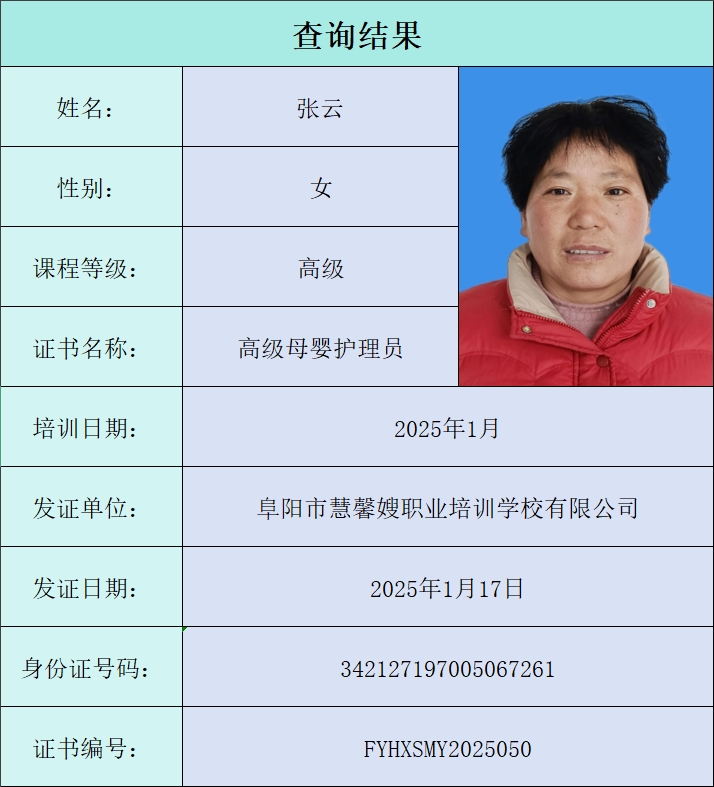 查询结果
姓名： 张云
性别： 女
课程等级： 高级
证书名称： 高级母婴护理员
培训日期： 2025年1月
发证单位： 阜阳市慧馨嫂职业培训学校有限公司
发证日期： 2025年1月17日
身份证号码： 342127197005067261
证书编号： FYHXSMY2025050